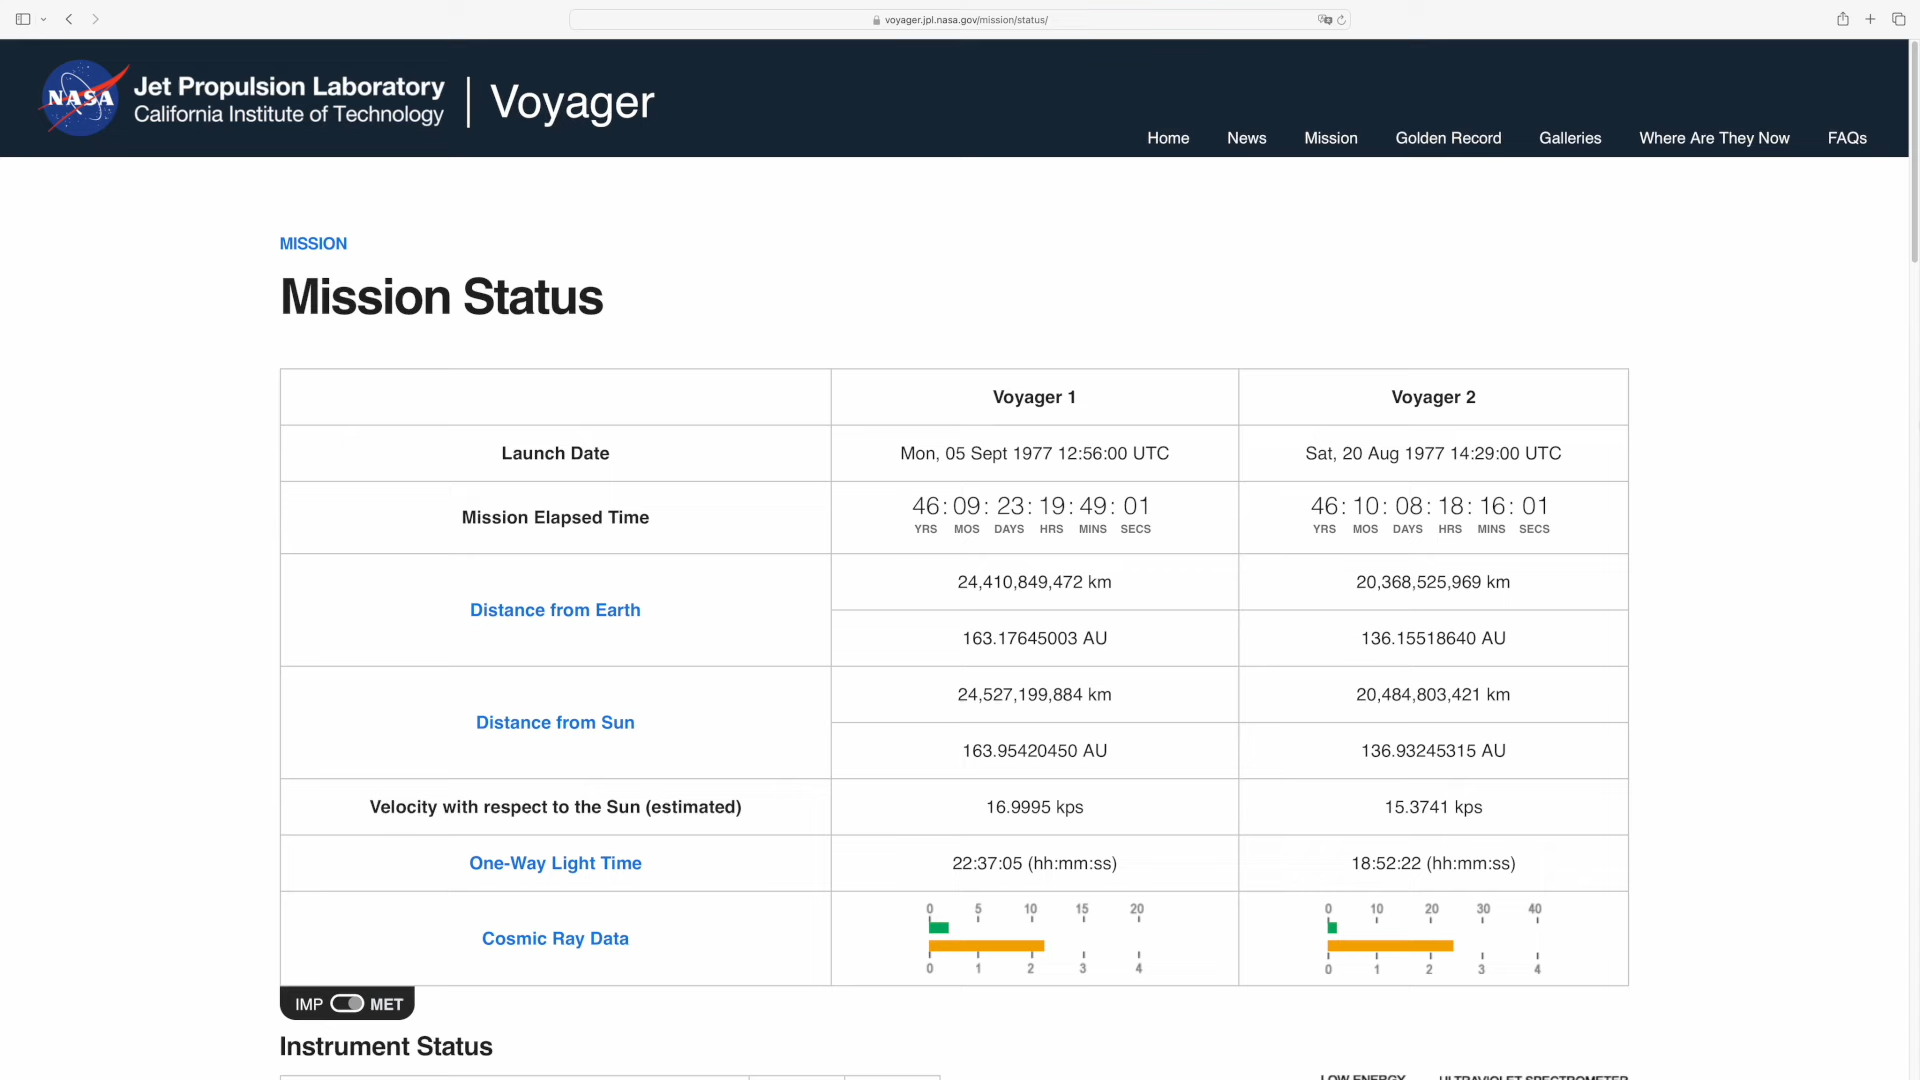 voyager.jpl.nasa.gov/mission/status/
NASA
Jet Propulsion Laboratory
California Institute of Technology
Voyager
Home News Mission Golden Record Galleries Where Are They Now FAQs
MISSION
Mission Status
Voyager 1 Voyager 2
Launch Date Mon, 05 Sept 1977 12:56:00 UTC Sat, 20 Aug 1977 14:29:00 UTC
Mission Elapsed Time 46: 09: 23: 19: 49: 01 46: 10: 08: 18: 16: 01
YRS MOS DAYS HRS MINS SECS YRS MOS DAYS HRS MINS SECS
Distance from Earth
24,410,849,472 km 20,368,525,969 km
163.17645003 AU 136.15518640 AU
Distance from Sun
24,527,199,884 km 20,484,803,421 km
163.95420450 AU 136.93245315 AU
Velocity with respect to the Sun (estimated) 16.9995 kps 15.3741 kps
One-Way Light Time 22:37:05 (hh:mm:ss) 18:52:22 (hh:mm:ss)
Cosmic Ray Data
0 5 10 15 20 0 10 20 30 40
0 1 2 3 4 0 1 2 3 4
IMP MET
Instrument Status
LOW ENERGY ULTRAVIOLET SPECTROMETER